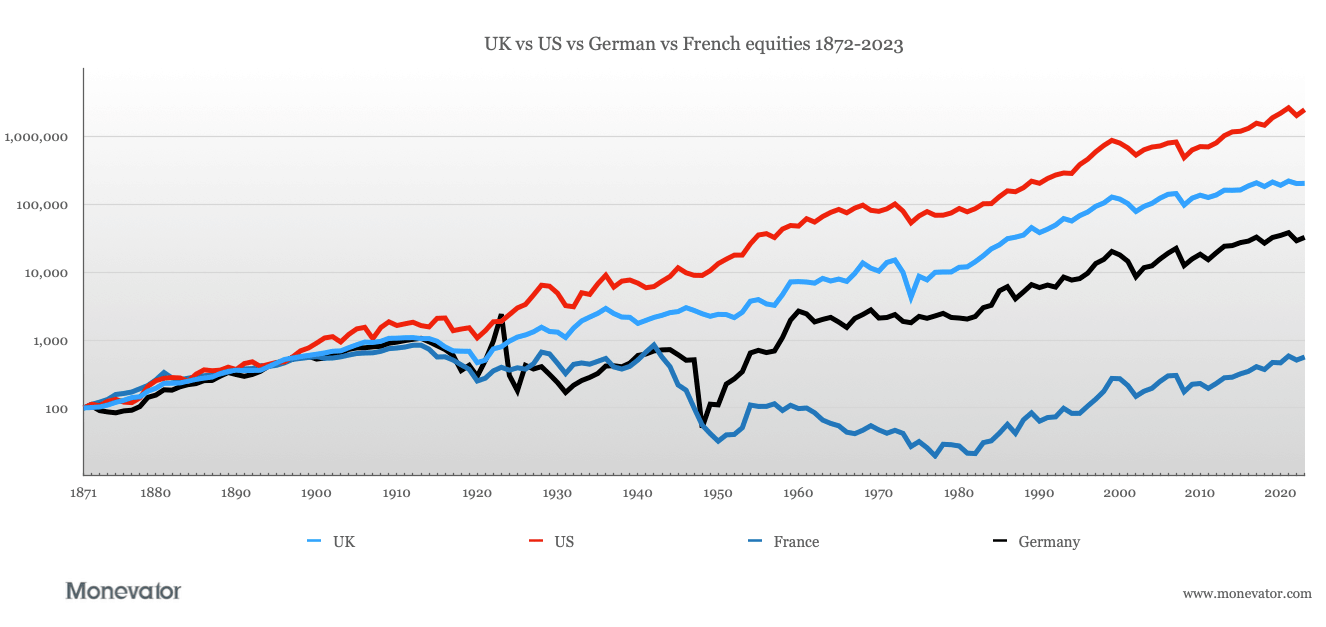 UK vs US vs German vs French equities 1872-2023
1,000,000
100,000
10,000
1,000
100
1871 1880 1890 1900 1910 1920 1930 1940 1950 1960 1970 1980 1990 2000 2010 2020
UK US France Germany
Monevator
www.monevator.com